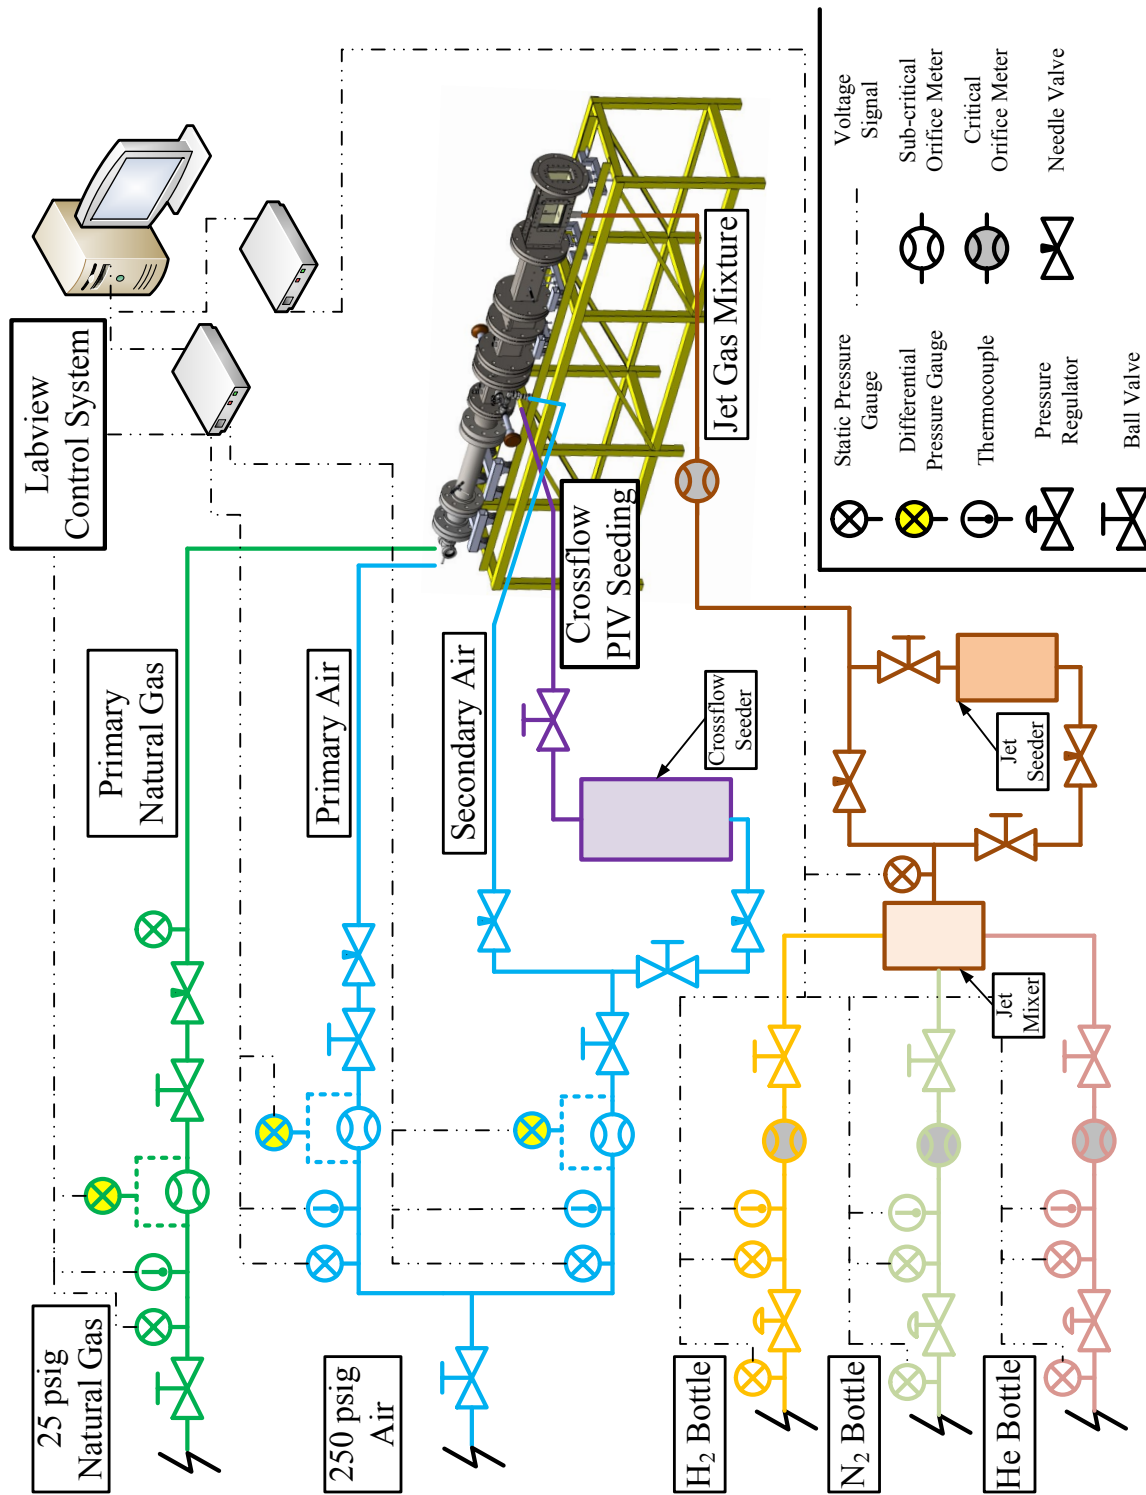 Labview
Control System
Primary
Natural Gas
25 psig
Natural Gas
Primary Air
250 psig
Air
Secondary Air
Crossflow
PIV Seeding
Crossflow
Seeder
Jet Gas Mixture
Jet
Seeder
Jet
Mixer
H₂ Bottle
N₂ Bottle
He Bottle
Static Pressure
Gauge
Differential
Pressure Gauge
Thermocouple
Pressure
Regulator
Ball Valve
Voltage
Signal
Sub-critical
Orifice Meter
Critical
Orifice Meter
Needle Valve